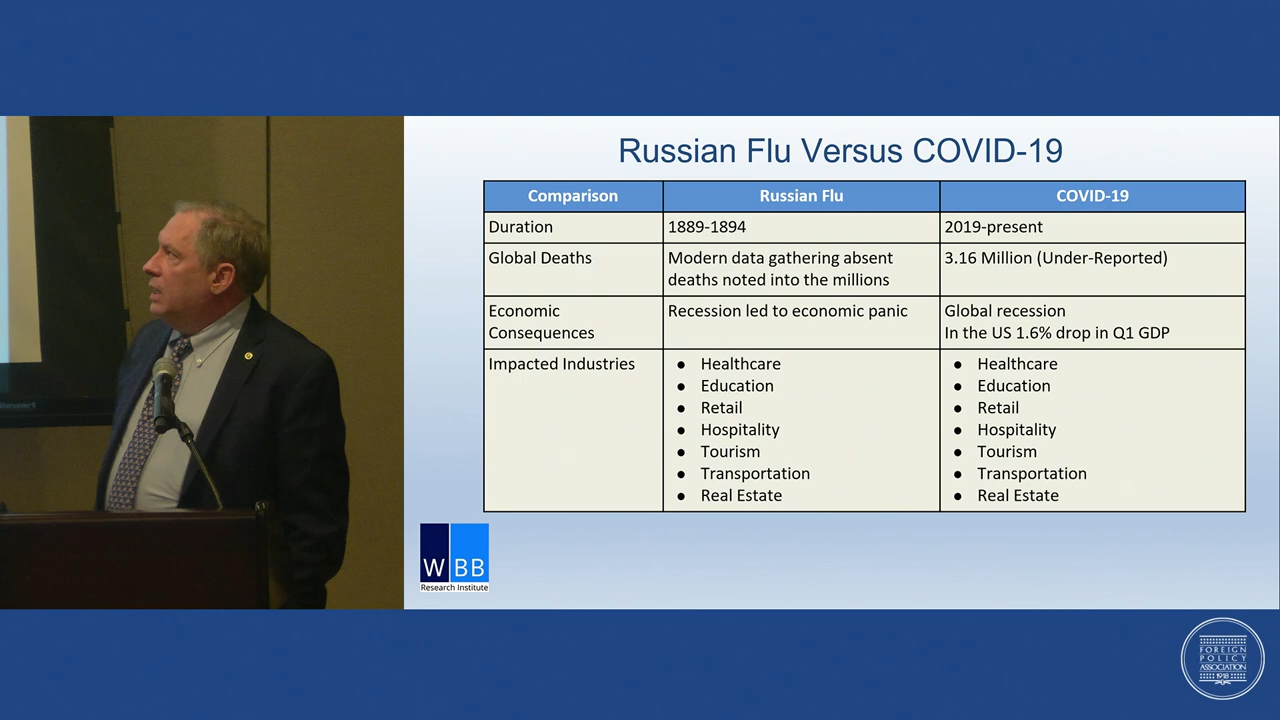 Russian Flu Versus COVID-19
Comparison
Russian Flu
COVID-19
Duration
1889-1894
2019-present
Global Deaths
Modern data gathering absent
deaths noted into the millions
3.16 Million (Under-Reported)
Economic
Consequences
Recession led to economic panic
Global recession
In the US 1.6% drop in Q1 GDP
Impacted Industries
● Healthcare
● Education
● Retail
● Hospitality
● Tourism
● Transportation
● Real Estate
● Healthcare
● Education
● Retail
● Hospitality
● Tourism
● Transportation
● Real Estate
W BB
Research Institute
FOREIGN
POLICY
ASSOCIATION
1918